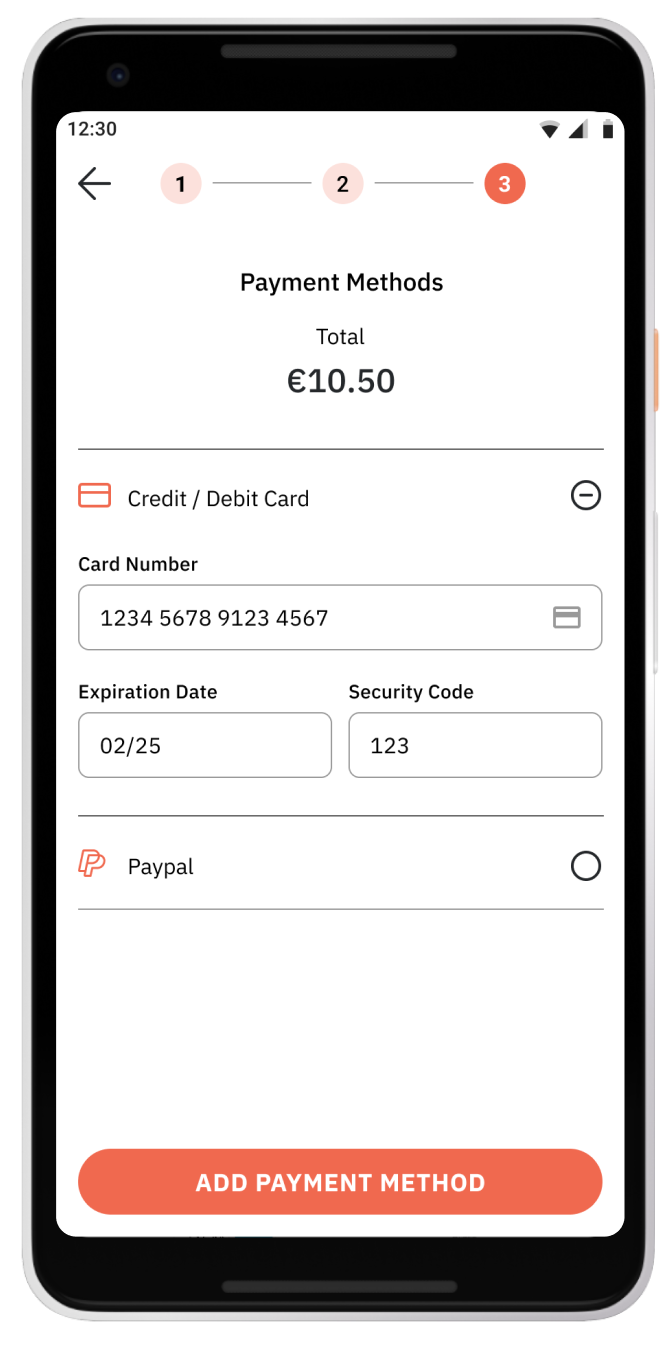 12:30
1 2 3
Payment Methods
Total
€10.50
Credit / Debit Card
Card Number
1234 5678 9123 4567
Expiration Date Security Code
02/25 123
Paypal
ADD PAYMENT METHOD